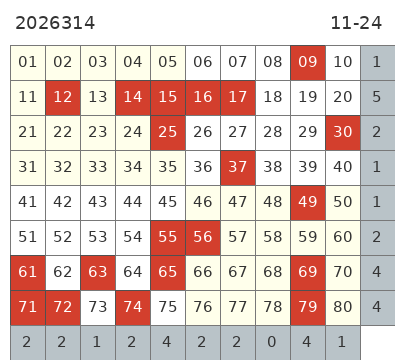 2026314 11-24
01 02 03 04 05 06 07 08 09 10 1
11 12 13 14 15 16 17 18 19 20 5
21 22 23 24 25 26 27 28 29 30 2
31 32 33 34 35 36 37 38 39 40 1
41 42 43 44 45 46 47 48 49 50 1
51 52 53 54 55 56 57 58 59 60 2
61 62 63 64 65 66 67 68 69 70 4
71 72 73 74 75 76 77 78 79 80 4
2 2 1 2 4 2 2 0 4 1